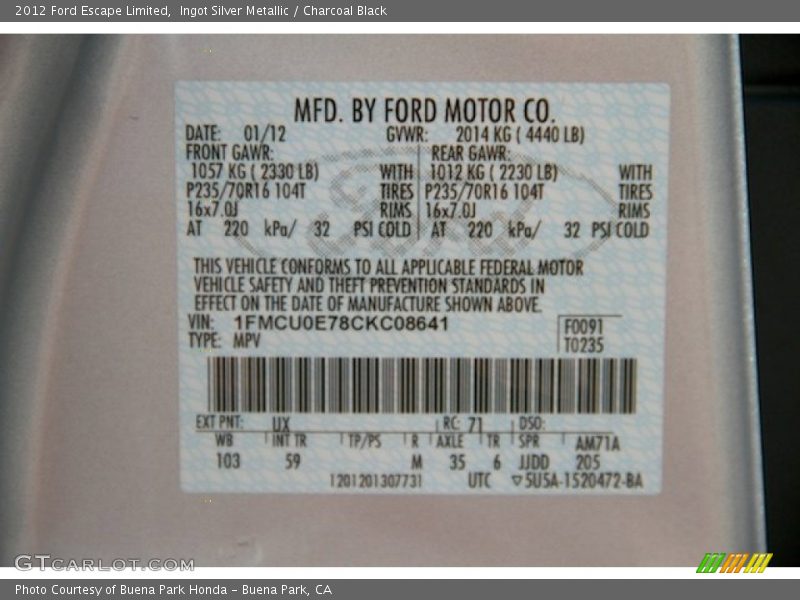 2012 Ford Escape Limited,  Ingot Silver Metallic / Charcoal Black
MFD. BY FORD MOTOR CO.
DATE: 01/12 GVWR: 2014 KG ( 4440 LB)
FRONT GAWR: REAR GAWR:
1057 KG ( 2330 LB) WITH 1012 KG ( 2230 LB) WITH
P235/70R16 104T TIRES P235/70R16 104T TIRES
16x7.0J RIMS 16x7.0J RIMS
AT 220 kPa/ 32 PSI COLD AT 220 kPa/ 32 PSI COLD
THIS VEHICLE CONFORMS TO ALL APPLICABLE FEDERAL MOTOR
VEHICLE SAFETY AND THEFT PREVENTION STANDARDS IN
EFFECT ON THE DATE OF MANUFACTURE SHOWN ABOVE.
VIN: 1FMCU0E78CKC08641 F0091
TYPE: MPV T0235
EXT PNT: UX RC: 71 DSO:
WB INT TR TP/PS R AXLE TR SPR AM71A
103 59 M 35 6 JJDD 205
1201201307731 UTC ▽5U5A-1520472-BA
Ford
GTCARLOT.COM
Photo Courtesy of Buena Park Honda – Buena Park, CA